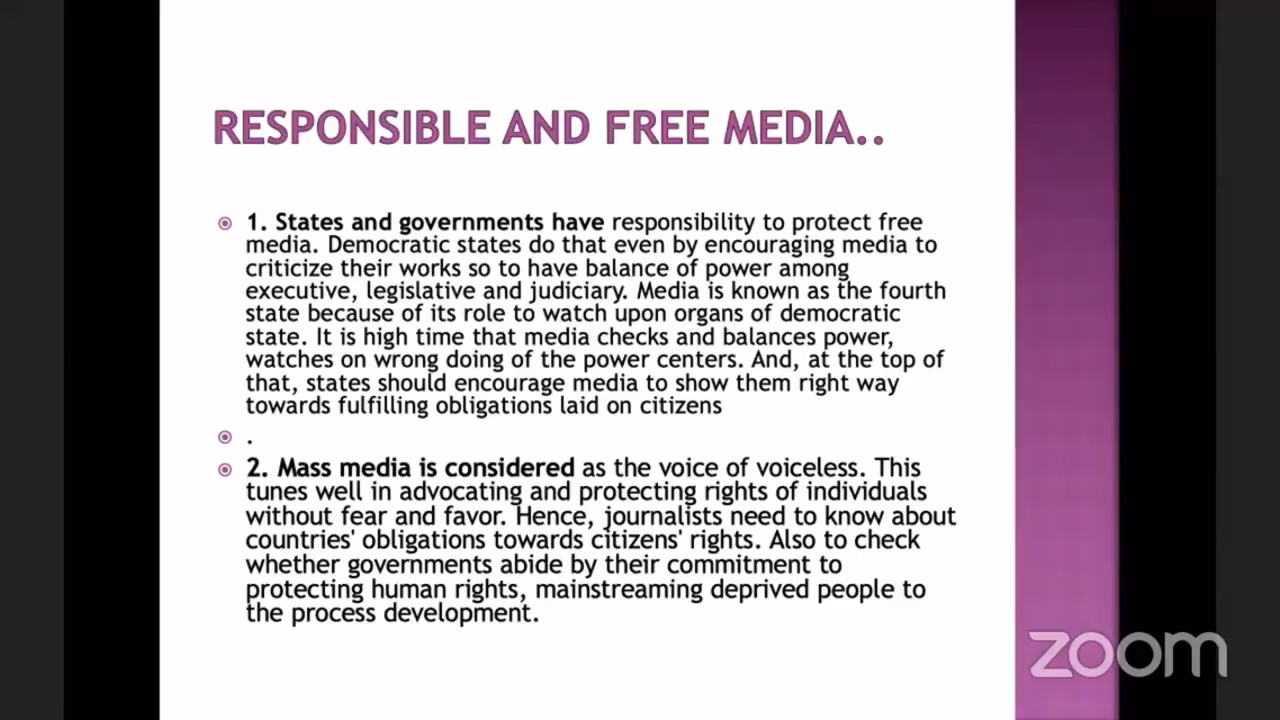 RESPONSIBLE AND FREE MEDIA..
1. States and governments have responsibility to protect free
media. Democratic states do that even by encouraging media to
criticize their works so to have balance of power among
executive, legislative and judiciary. Media is known as the fourth
state because of its role to watch upon organs of democratic
state. It is high time that media checks and balances power,
watches on wrong doing of the power centers. And, at the top of
that, states should encourage media to show them right way
towards fulfilling obligations laid on citizens
.
2. Mass media is considered as the voice of voiceless. This
tunes well in advocating and protecting rights of individuals
without fear and favor. Hence, journalists need to know about
countries' obligations towards citizens' rights. Also to check
whether governments abide by their commitment to
protecting human rights, mainstreaming deprived people to
the process development.
zoom